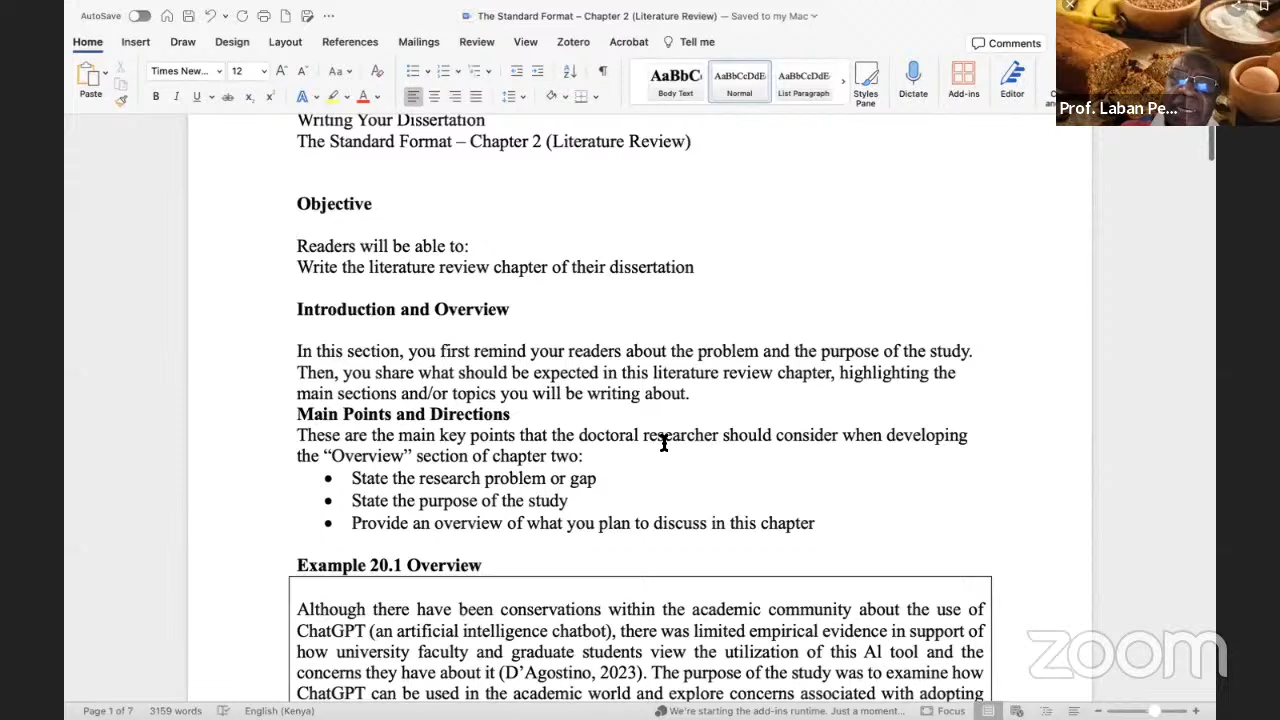 AutoSave
The Standard Format – Chapter 2 (Literature Review) — Saved to my Mac
Home Insert Draw Design Layout References Mailings Review View Zotero Acrobat Tell me
Comments
Paste
Times New...
12
Aa
B I U ab x x A A
AaBbC
Body Text
AaBbCcDdE
Normal
AaBbCcDdE
List Paragraph
Styles
Pane
Dictate
Add-ins
Editor
Prof. Laban Pe...
Writing Your Dissertation
The Standard Format – Chapter 2 (Literature Review)
Objective
Readers will be able to:
Write the literature review chapter of their dissertation
Introduction and Overview
In this section, you first remind your readers about the problem and the purpose of the study.
Then, you share what should be expected in this literature review chapter, highlighting the
main sections and/or topics you will be writing about.
Main Points and Directions
These are the main key points that the doctoral researcher should consider when developing
the “Overview” section of chapter two:
• State the research problem or gap
• State the purpose of the study
• Provide an overview of what you plan to discuss in this chapter
Example 20.1 Overview
Although there have been conservations within the academic community about the use of
ChatGPT (an artificial intelligence chatbot), there was limited empirical evidence in support of
how university faculty and graduate students view the utilization of this Al tool and the
concerns they have about it (D’Agostino, 2023). The purpose of the study was to examine how
ChatGPT can be used in the academic world and explore concerns associated with adopting
zoom
Page 1 of 7 3159 words English (Kenya) We're starting the add-ins runtime. Just a moment... Focus